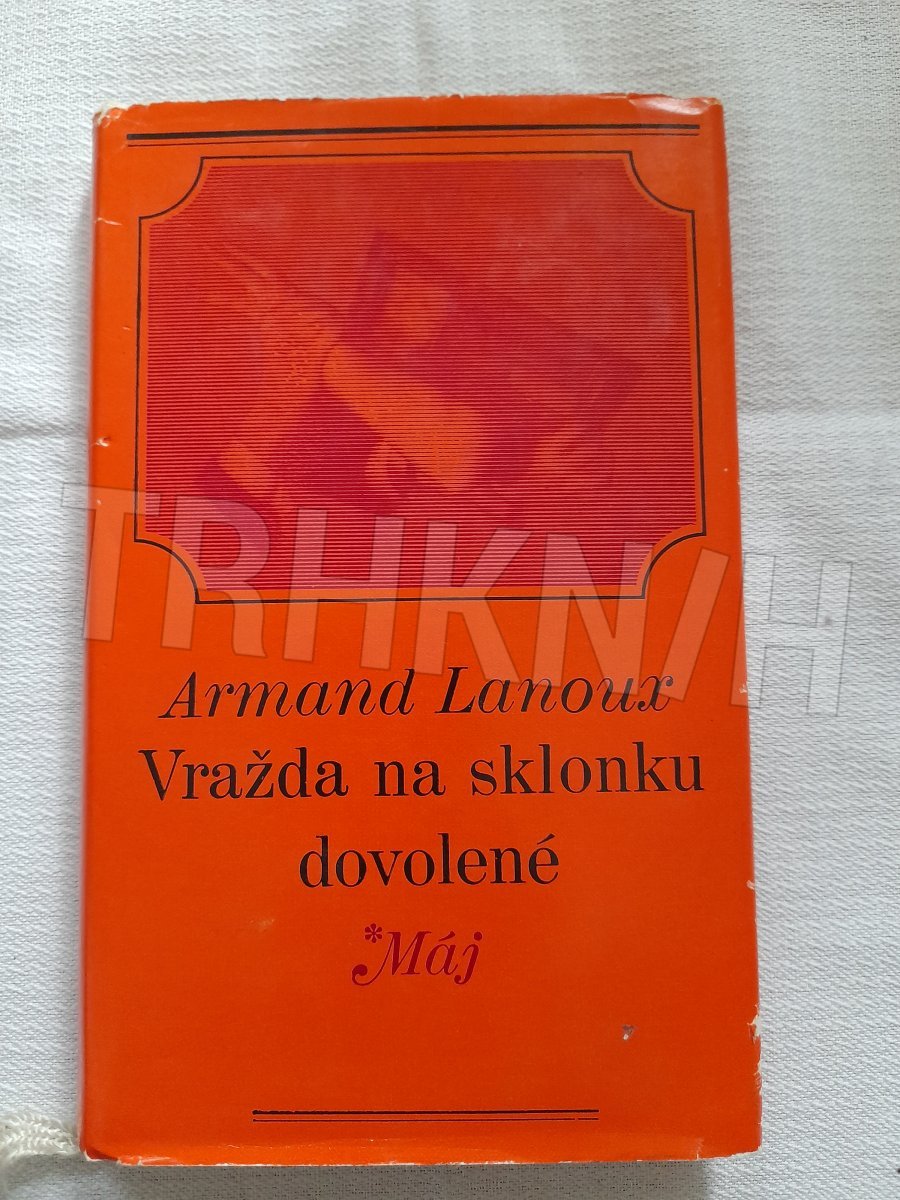 TRHKNIH
Armand Lanoux
Vražda na sklonku
dovolené
*Máj